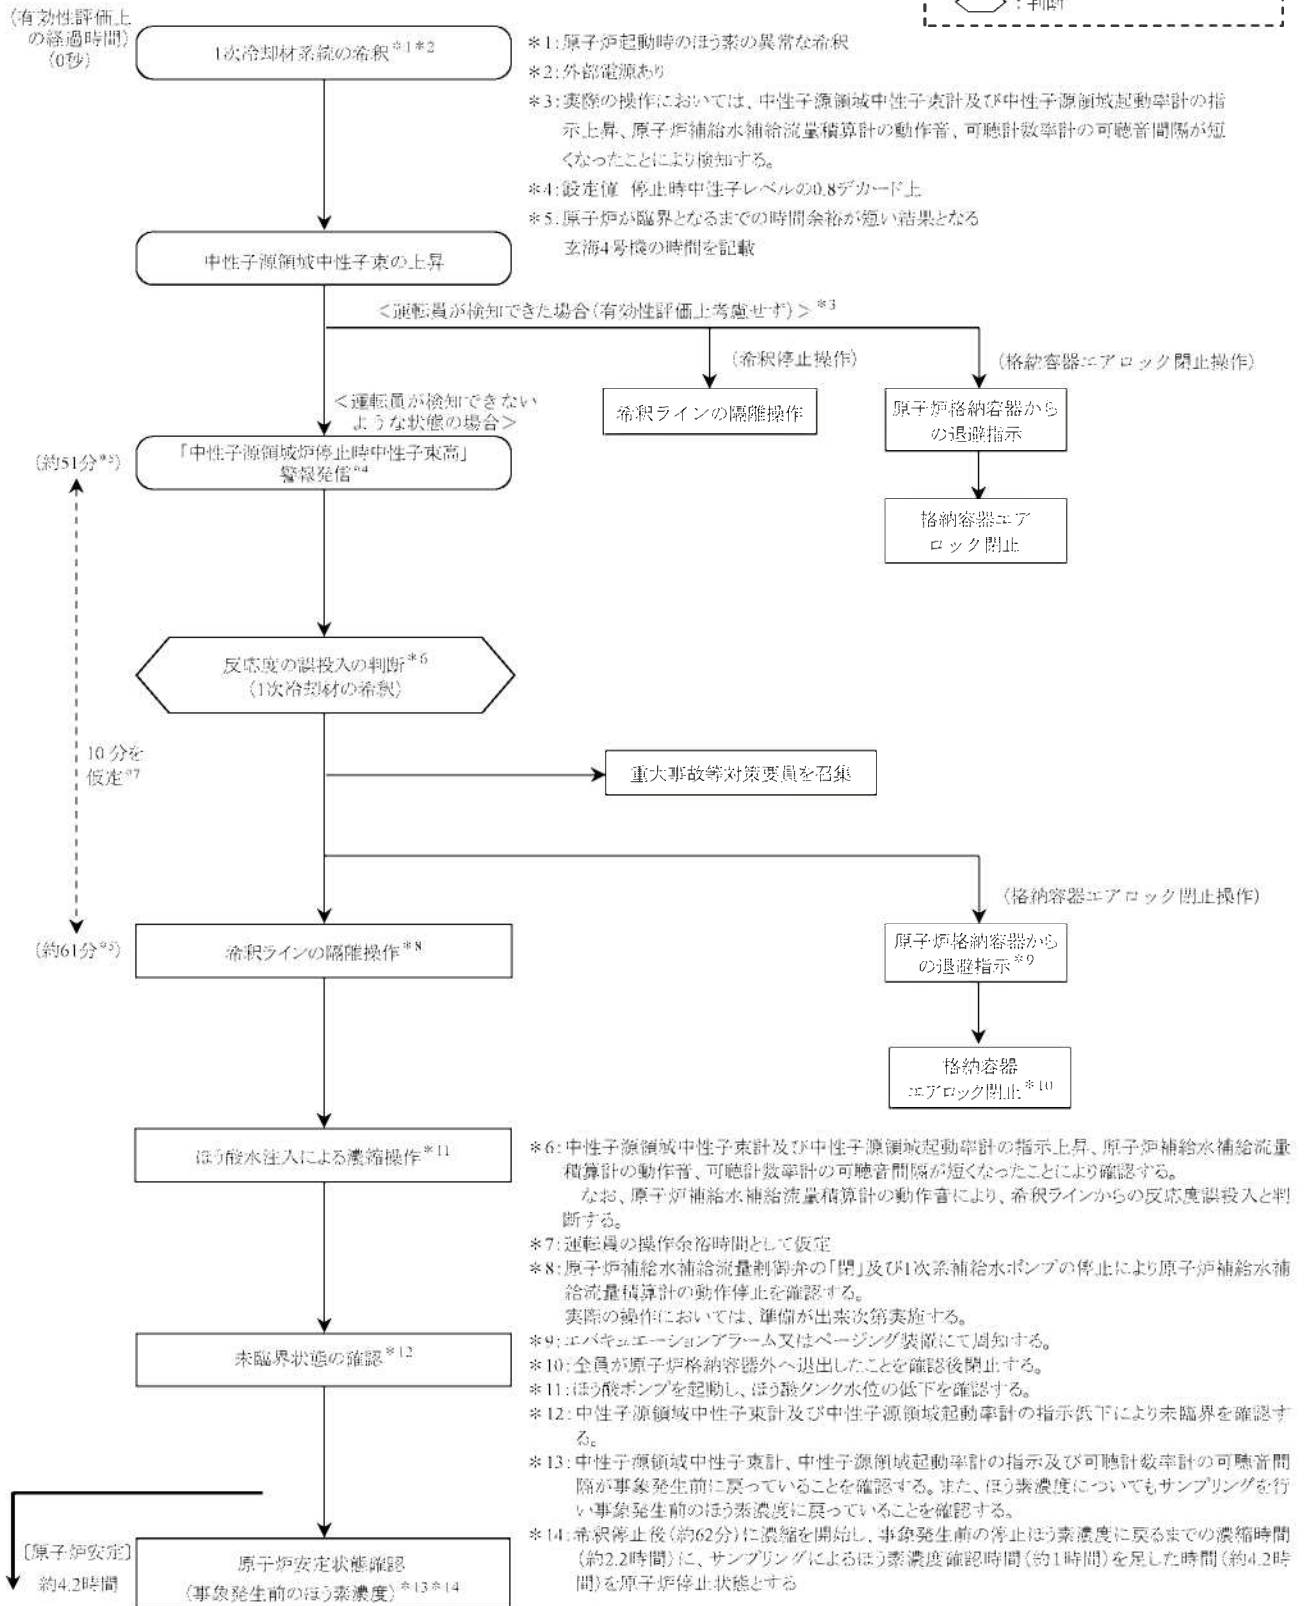 (有効性評価上
の経過時間)
(0秒)
:判断
1次冷却材系統の希釈*1*2
*1:原子炉起動時のほう素の異常な希釈
*2:外部電源あり
*3:実際の操作においては、中性子源領域中性子束計及び中性子源領域起動率計の指
示上昇、原子炉補給水補給流量積算計の動作音、可聴計数率計の可聴音間隔が短
くなったことにより検知する。
*4:設定値 停止時中性子レベルの0.8デカード上
*5:原子炉が臨界となるまでの時間余裕が短い結果となる
玄海4号機の時間を記載
中性子源領域中性子束の上昇
<運転員が検知できた場合(有効性評価上考慮せず)>*3
(希釈停止操作)
(格納容器エアロック閉止操作)
希釈ラインの隔離操作
原子炉格納容器から
の退避指示
格納容器エア
ロック閉止
<運転員が検知できない
ような状態の場合>
(約51分*5)
「中性子源領域炉停止時中性子束高」
警報発信*4
反応度の誤投入の判断*6
(1次冷却材の希釈)
10分を
仮定*7
重大事故等対策要員を召集
(格納容器エアロック閉止操作)
(約61分*5)
希釈ラインの隔離操作*8
原子炉格納容器から
の退避指示*9
格納容器
エアロック閉止*10
ほう酸水注入による濃縮操作*11
*6:中性子源領域中性子束計及び中性子源領域起動率計の指示上昇、原子炉補給水補給流量
積算計の動作音、可聴計数率計の可聴音間隔が短くなったことにより確認する。
なお、原子炉補給水補給流量積算計の動作音により、希釈ラインからの反応度誤投入と判
断する。
*7:運転員の操作余裕時間として仮定
*8:原子炉補給水補給流量制御弁の「閉」及び1次系補給水ポンプの停止により原子炉補給水補
給流量積算計の動作停止を確認する。
実際の操作においては、準備が出来次第実施する。
*9:エバキュエーションアラーム又はページング装置にて周知する。
*10:全員が原子炉格納容器外へ退出したことを確認後閉止する。
*11:ほう酸ポンプを起動し、ほう酸タンク水位の低下を確認する。
*12:中性子源領域中性子束計及び中性子源領域起動率計の指示低下により未臨界を確認す
る。
*13:中性子源領域中性子束計、中性子源領域起動率計の指示及び可聴計数率計の可聴音間
隔が事象発生前に戻っていることを確認する。また、ほう素濃度についてもサンプリングを行
い事象発生前のほう素濃度に戻っていることを確認する。
*14:希釈停止後(約62分)に濃縮を開始し、事象発生前の停止ほう素濃度に戻るまでの濃縮時間
(約2.2時間)に、サンプリングによるほう素濃度確認時間(約1時間)を足した時間(約4.2時
間)を原子炉停止状態とする
未臨界状態の確認*12
[原子炉安定]
約4.2時間
原子炉安定状態確認
(事象発生前のほう素濃度)*13*14